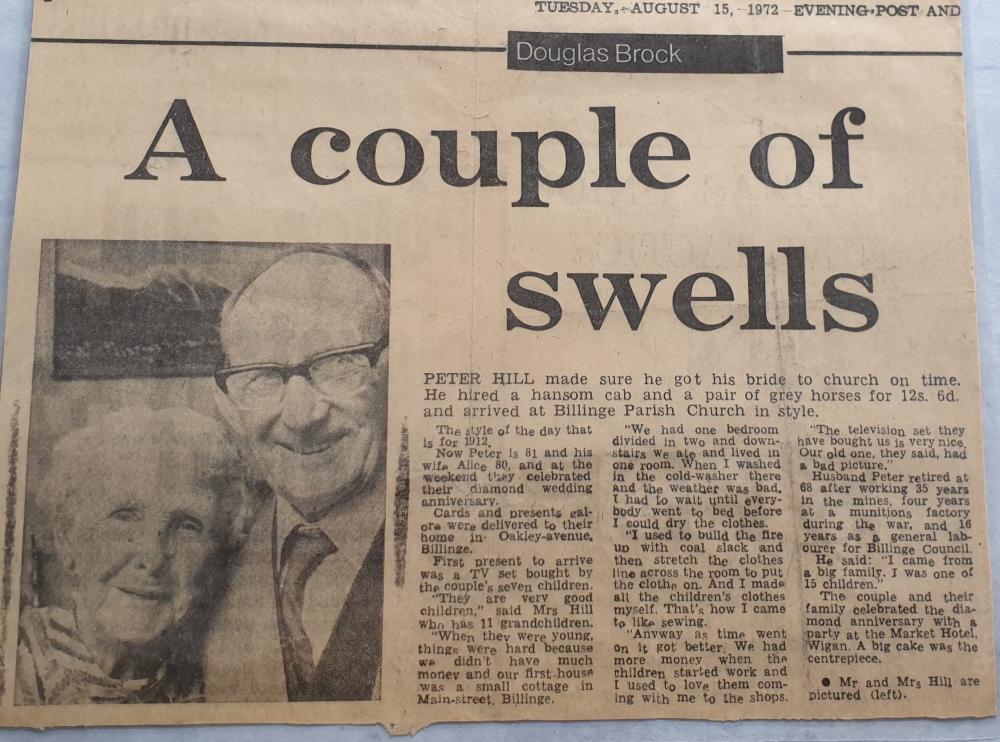 TUESDAY, AUGUST 15, 1972 EVENING POST AND
Douglas Brock
A couple of
swells
PETER HILL made sure he got his bride to church on time.
He hired a hansom cab and a pair of grey horses for 12s. 6d.
and arrived at Billinge Parish Church in style.
The style of the day that
is for 1912.
Now Peter is 81 and his
wife Alice 80, and at the
weekend they celebrated
their diamond wedding
anniversary.
Cards and presents gal-
ore were delivered to their
home in Oakley-avenue,
Billinge.
First present to arrive
was a TV set bought by
the couple's seven children.
"They are very good
children," said Mrs Hill
who has 11 grandchildren.
"When they were young,
things were hard because
we didn't have much
money and our first house
was a small cottage in
Main-street, Billinge.
"We had one bedroom
divided in two and down-
stairs we ate and lived in
one room. When I washed
in the cold-washer there
and the weather was bad,
I had to wait until every-
body went to bed before
I could dry the clothes.
"I used to build the fire
up with coal slack and
then stretch the clothes
line across the room to put
the cloths on. And I made
all the children's clothes
myself. That's how I came
to like sewing.
"Anyway as time went
on it got better. We had
more money when the
children started work and
I used to love them com-
ing with me to the shops.
"The television set they
have bought us is very nice.
Our old one, they said, had
a bad picture."
Husband Peter retired at
68 after working 35 years
in the mines, four years
at a munitions factory
during the war, and 16
years as a general lab-
ourer for Billinge Council.
He said: "I came from
a big family. I was one of
15 children."
The couple and their
family celebrated the dia-
mond anniversary with a
party at the Market Hotel,
Wigan. A big cake was the
centrepiece.
● Mr and Mrs Hill are
pictured (left).